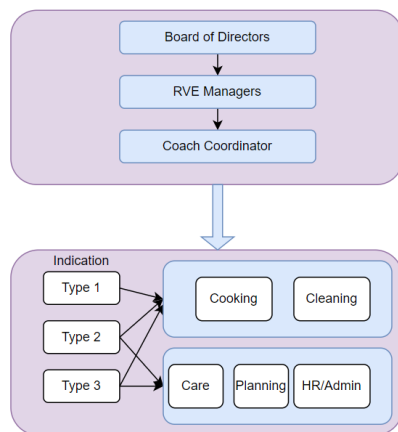 Board of Directors
RVE Managers
Coach Coordinator
Indication
Type 1
Type 2
Type 3
Cooking
Cleaning
Care
Planning
HR/Admin